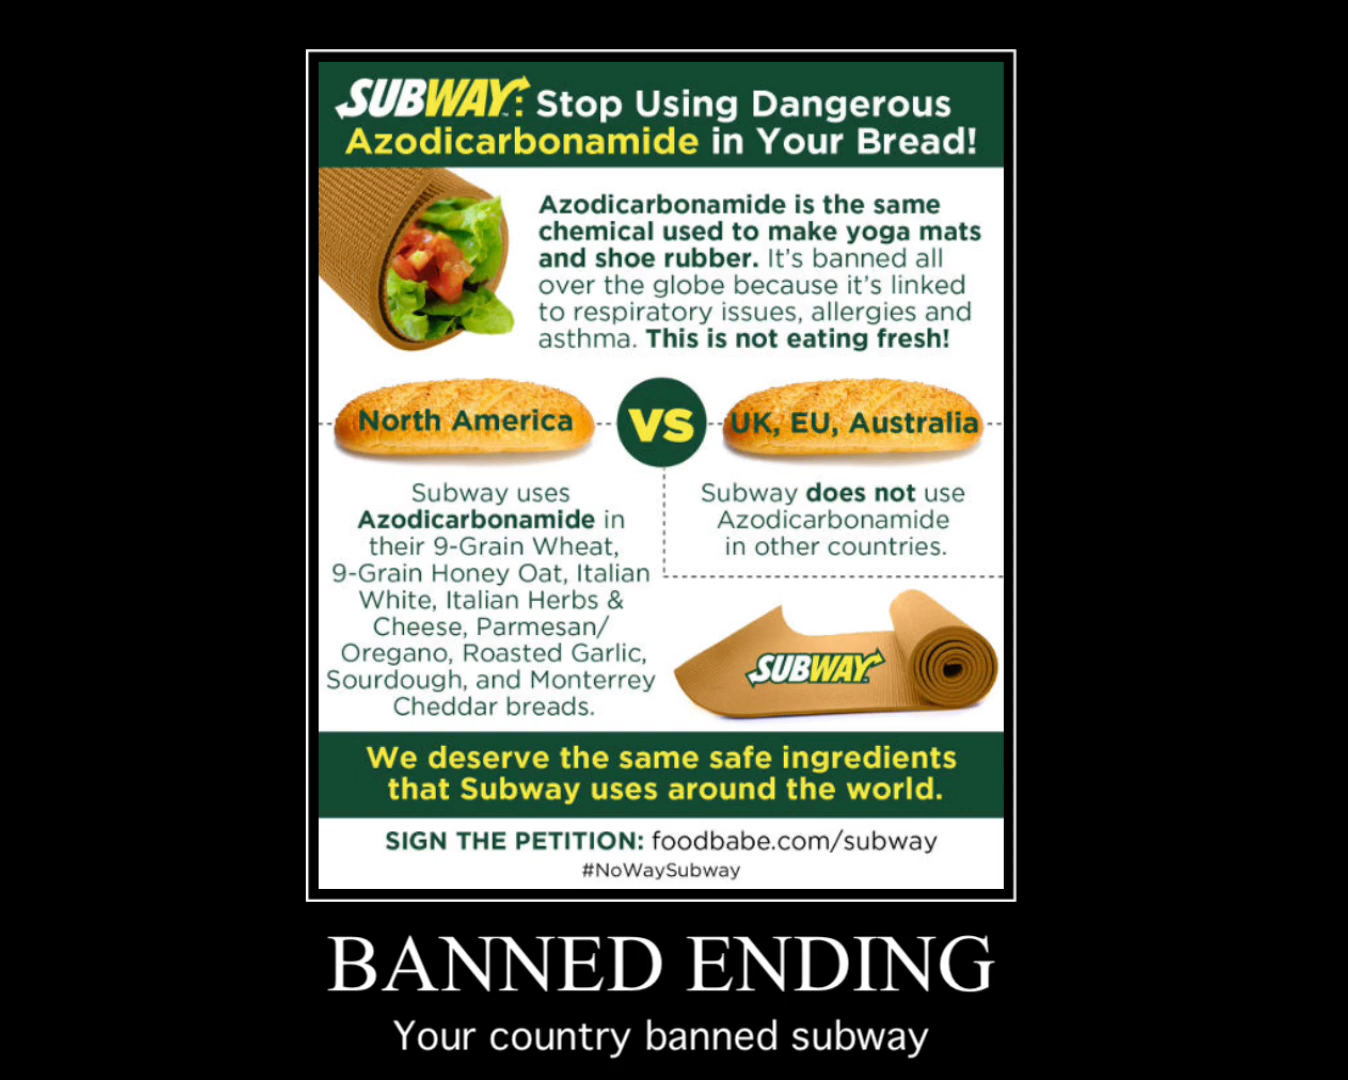 SUBWAY: Stop Using Dangerous
Azodicarbonamide in Your Bread!
Azodicarbonamide is the same
chemical used to make yoga mats
and shoe rubber. It's banned all
over the globe because it's linked
to respiratory issues, allergies and
asthma. This is not eating fresh!
North America
VS
UK, EU, Australia
Subway uses
Azodicarbonamide in
their 9-Grain Wheat,
9-Grain Honey Oat, Italian
White, Italian Herbs &
Cheese, Parmesan/
Oregano, Roasted Garlic,
Sourdough, and Monterrey
Cheddar breads.
Subway does not use
Azodicarbonamide
in other countries.
SUBWAY
We deserve the same safe ingredients
that Subway uses around the world.
SIGN THE PETITION: foodbabe.com/subway
#NoWaySubway
BANNED ENDING
Your country banned subway